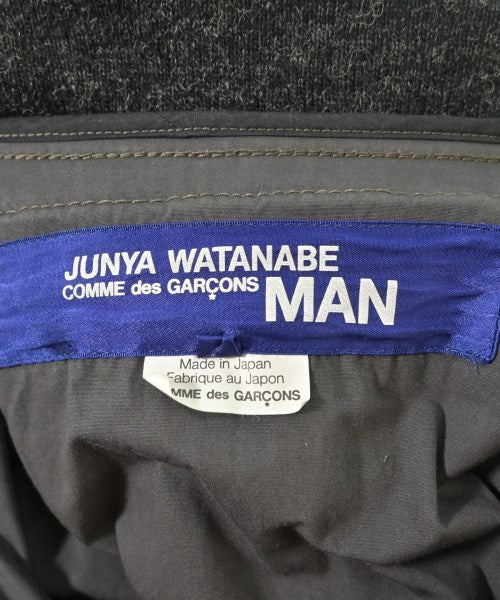 JUNYA WATANABE
COMME des GARÇONS MAN
Made in Japan
Fabrique au Japon
MME des GARÇONS